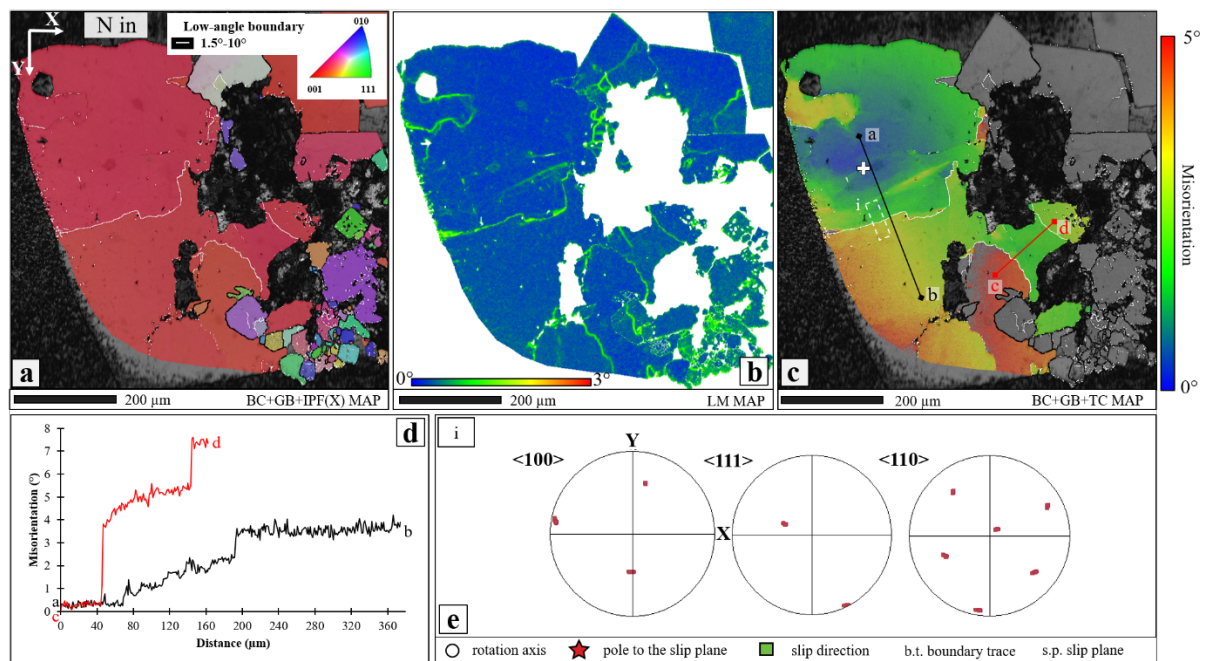 X
N in
Y
Low-angle boundary
1.5°-10°
010
001
111
a
200 µm
BC+GB+IPF(X) MAP
0°
3°
b
200 µm
LM MAP
a
i
d
c
b
c
200 µm
BC+GB+TC MAP
5°
Misorientation
0°
d
8
7
6
5
4
3
2
1
0
Misorientation (°)
d
b
a
c
0
40
80
120
160
200
240
280
320
360
Distance (µm)
i
Y
<100>
<111>
<110>
X
e
rotation axis
pole to the slip plane
slip direction
b.t. boundary trace
s.p. slip plane